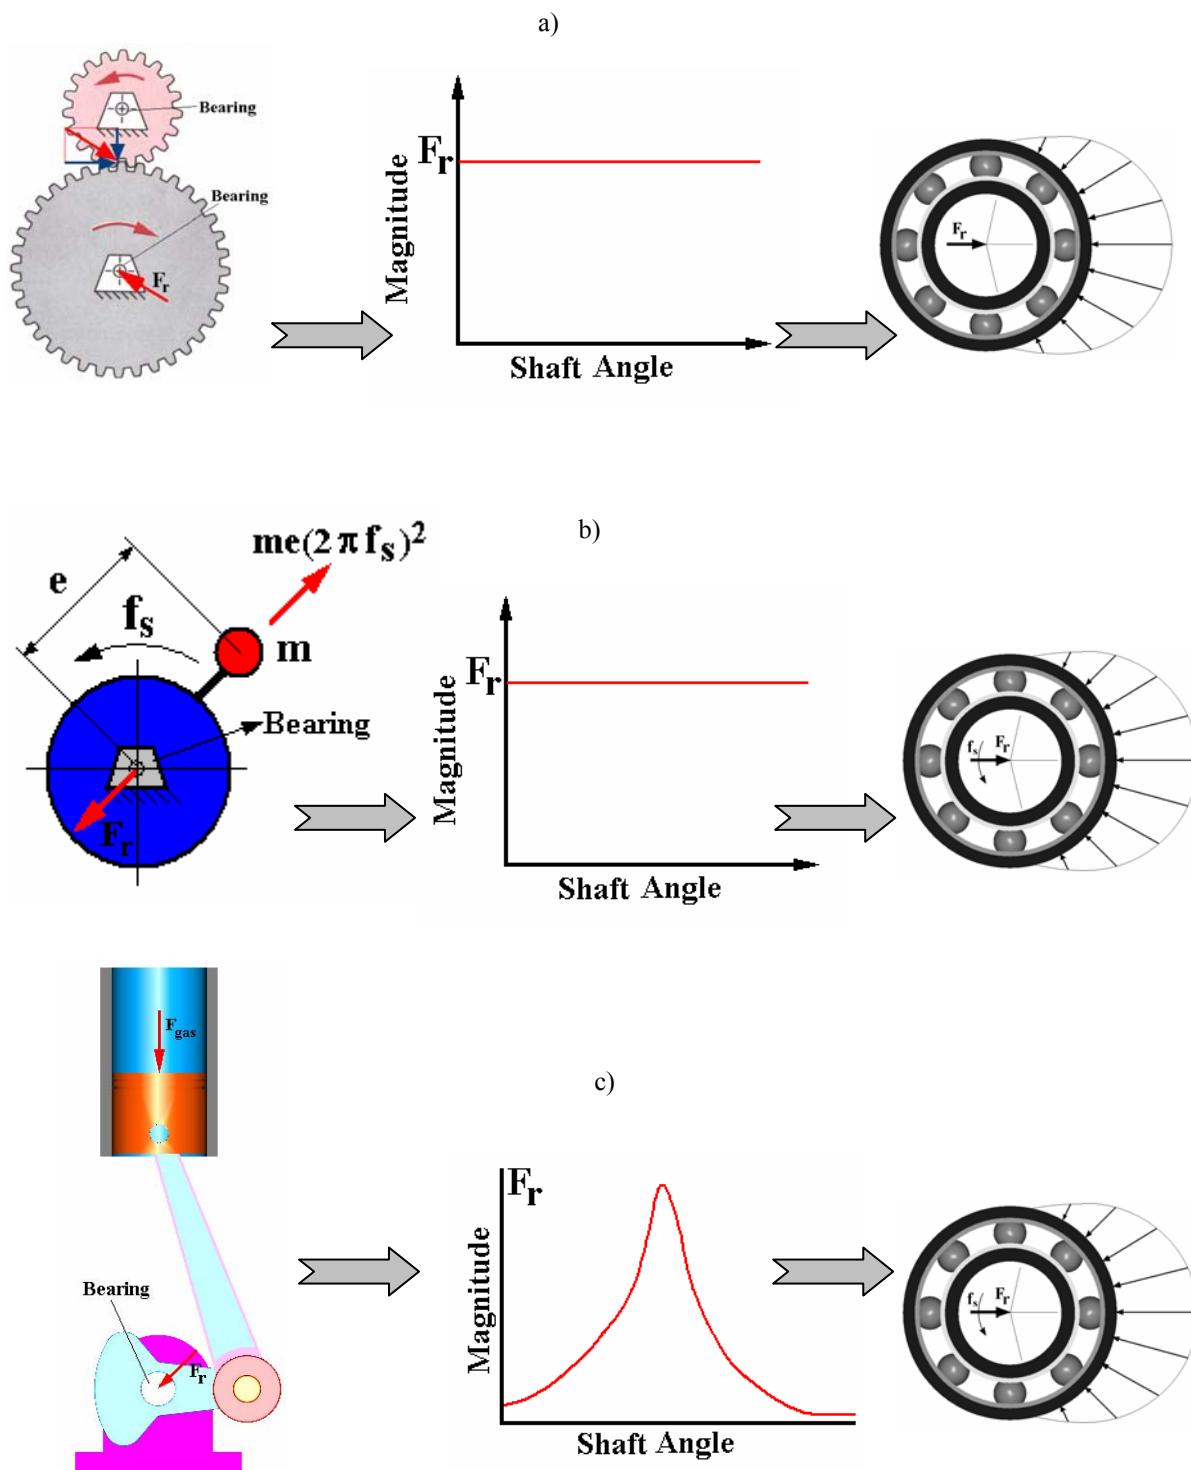 a)
Bearing
Bearing
Fr
Magnitude
Fr
Shaft Angle
Fr
b)
me(2πfs)²
e
fs
m
Bearing
Fr
Magnitude
Fr
Shaft Angle
fs Fr
c)
Fgas
Bearing
Fr
Magnitude
Fr
Shaft Angle
fs Fr